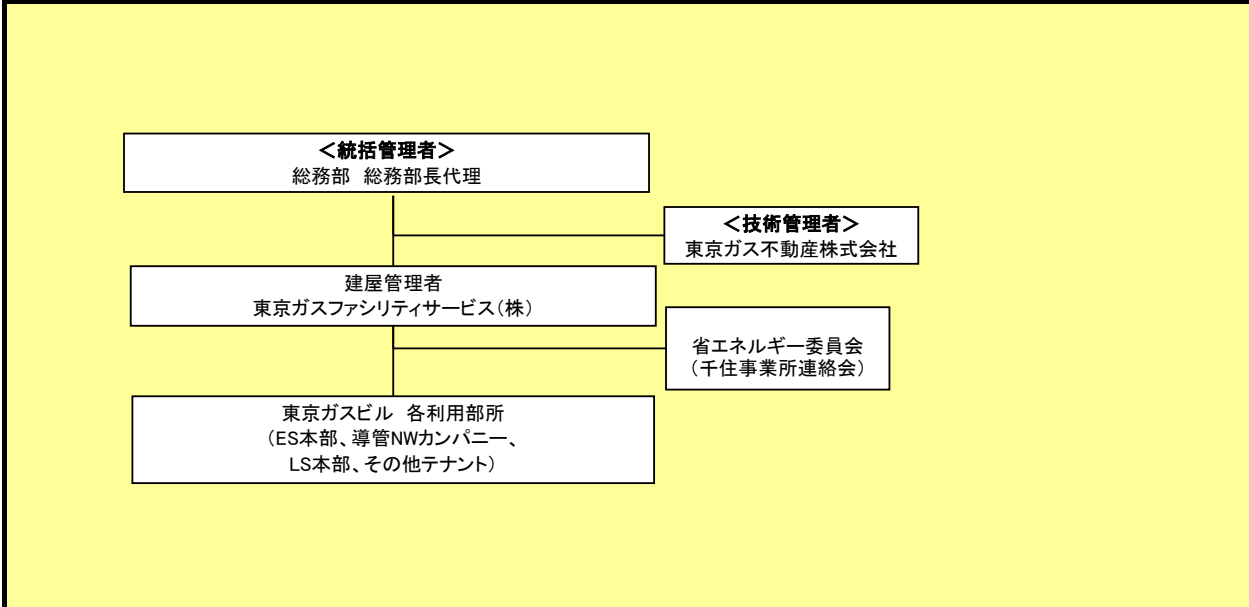 ＜統括管理者＞
総務部　総務部長代理
＜技術管理者＞
東京ガス不動産株式会社
建屋管理者
東京ガスファシリティサービス（株）
省エネルギー委員会
（千住事業所連絡会）
東京ガスビル　各利用部所
（ES本部、導管NWカンパニー、
LS本部、その他テナント）